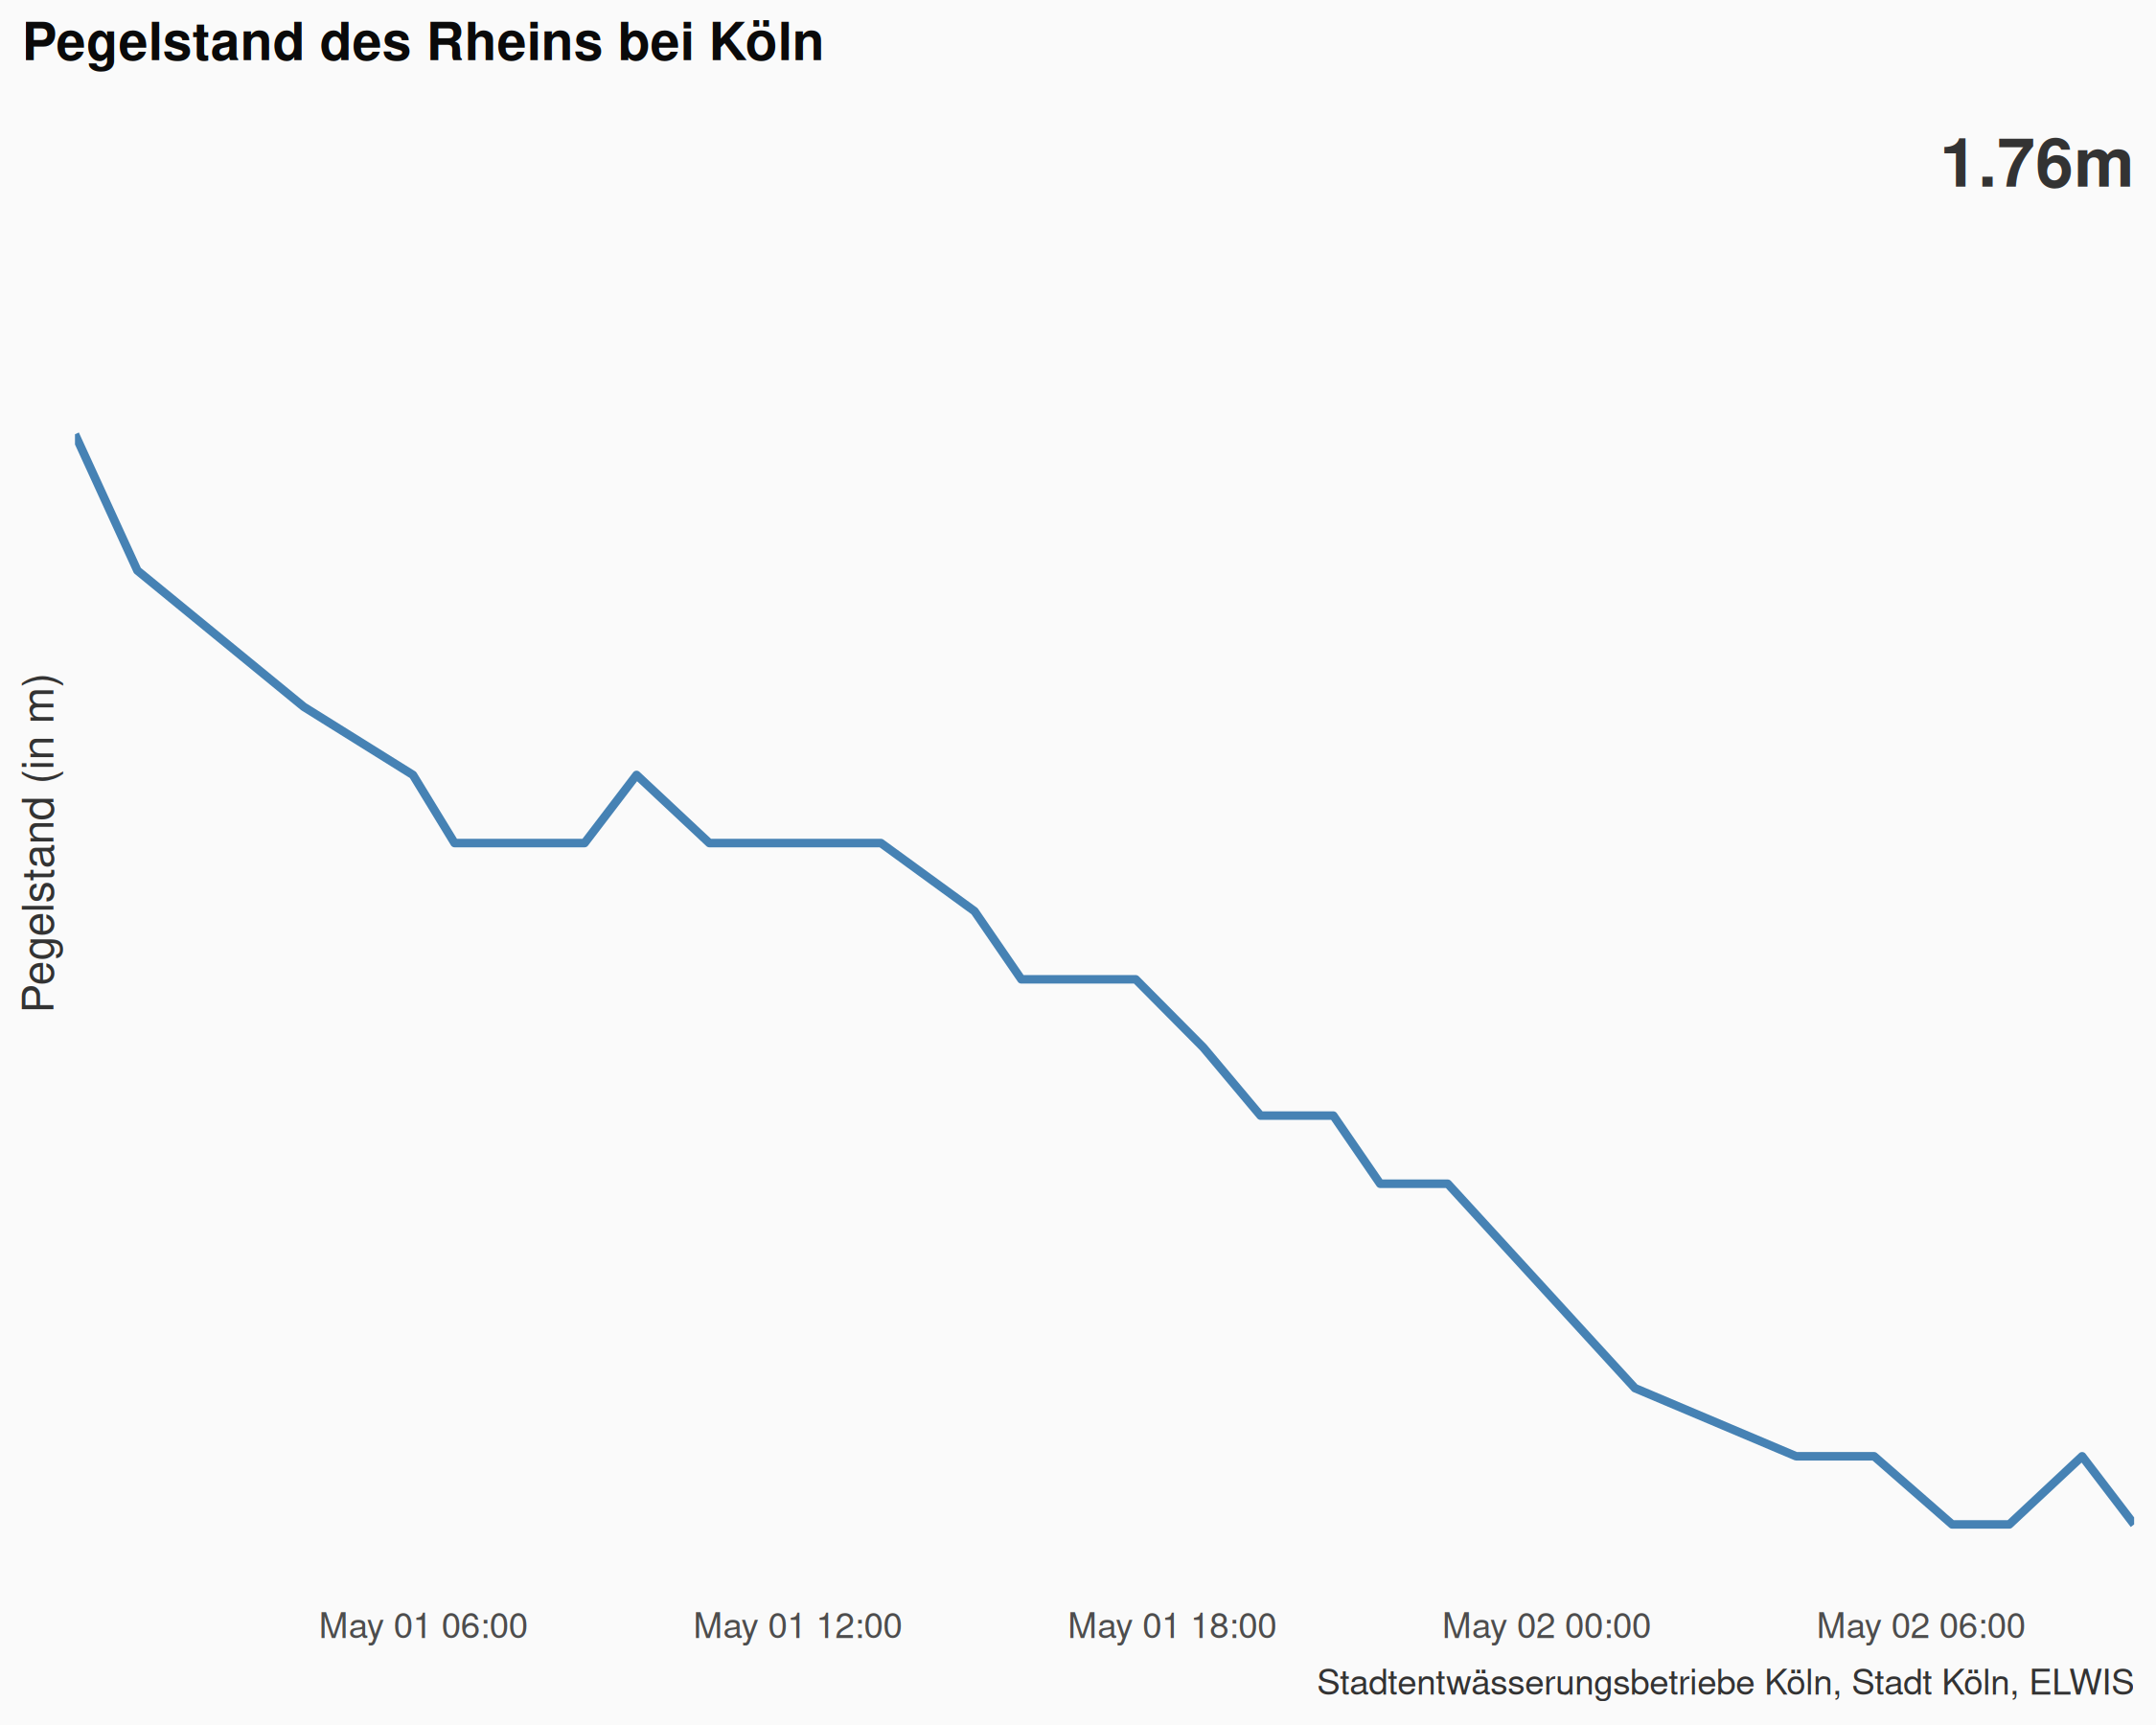 Pegelstand des Rheins bei Köln
1.76m
Pegelstand (in m)
May 01 06:00
May 01 12:00
May 01 18:00
May 02 00:00
May 02 06:00
Stadtentwässerungsbetriebe Köln, Stadt Köln, ELWIS